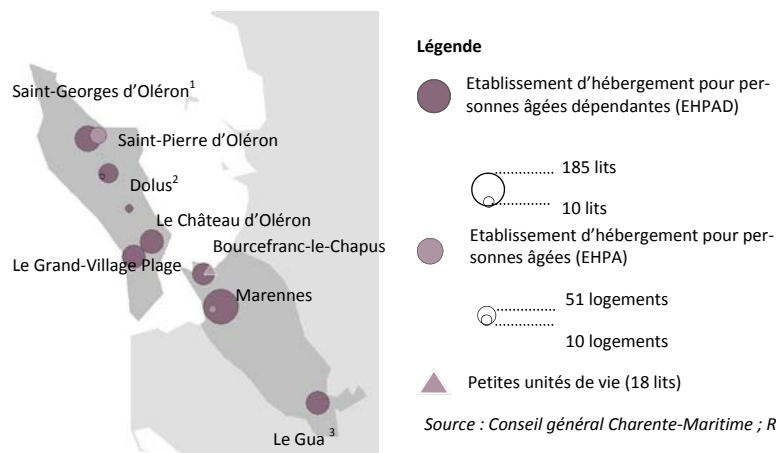 Saint-Georges d’Oléron1
Saint-Pierre d’Oléron
Dolus2
Le Château d’Oléron
Bourcefranc-le-Chapus
Le Grand-Village Plage
Marennes
Le Gua 3
Légende
Etablissement d’hébergement pour per-
sonnes âgées dépendantes (EHPAD)
185 lits
10 lits
Etablissement d’hébergement pour per-
sonnes âgées (EHPA)
51 logements
10 logements
Petites unités de vie (18 lits)
Source : Conseil général Charente-Maritime ; R